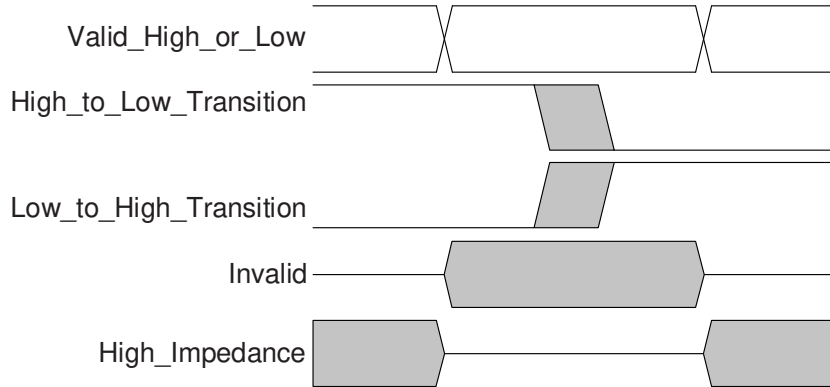 Valid_High_or_Low
High_to_Low_Transition
Low_to_High_Transition
Invalid
High_Impedance